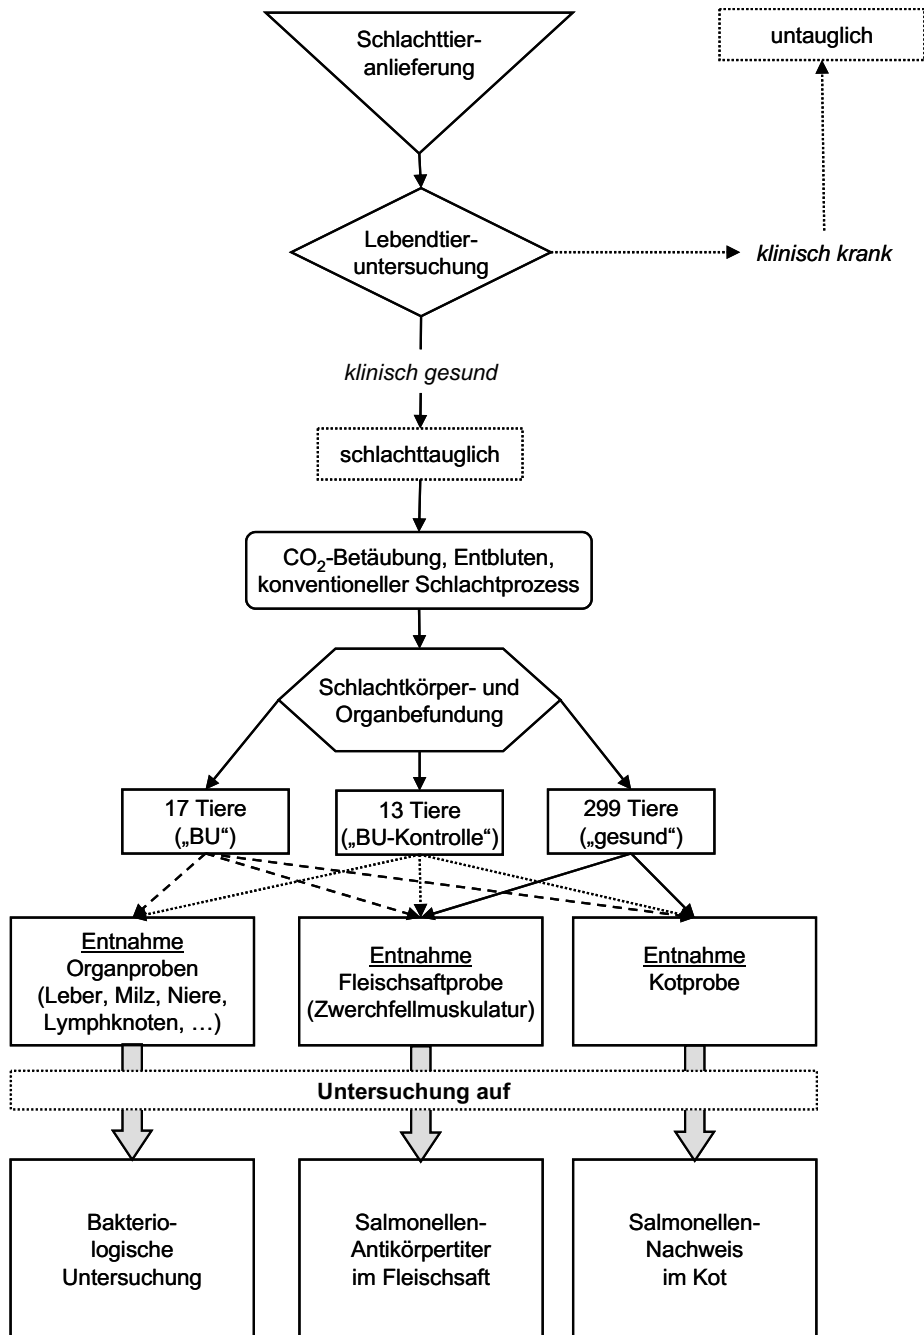 Schlachttier-
anlieferung
untauglich
Lebendtier-
untersuchung
klinisch krank
klinisch gesund
schlachttauglich
CO₂-Betäubung, Entbluten,
konventioneller Schlachtprozess
Schlachtkörper- und
Organbefundung
17 Tiere
(„BU“)
13 Tiere
(„BU-Kontrolle“)
299 Tiere
(„gesund“)
Entnahme
Organproben
(Leber, Milz, Niere,
Lymphknoten, …)
Entnahme
Fleischsaftprobe
(Zwerchfellmuskulatur)
Entnahme
Kotprobe
Untersuchung auf
Bakterio-
logische
Untersuchung
Salmonellen-
Antikörpertiter
im Fleischsaft
Salmonellen-
Nachweis
im Kot